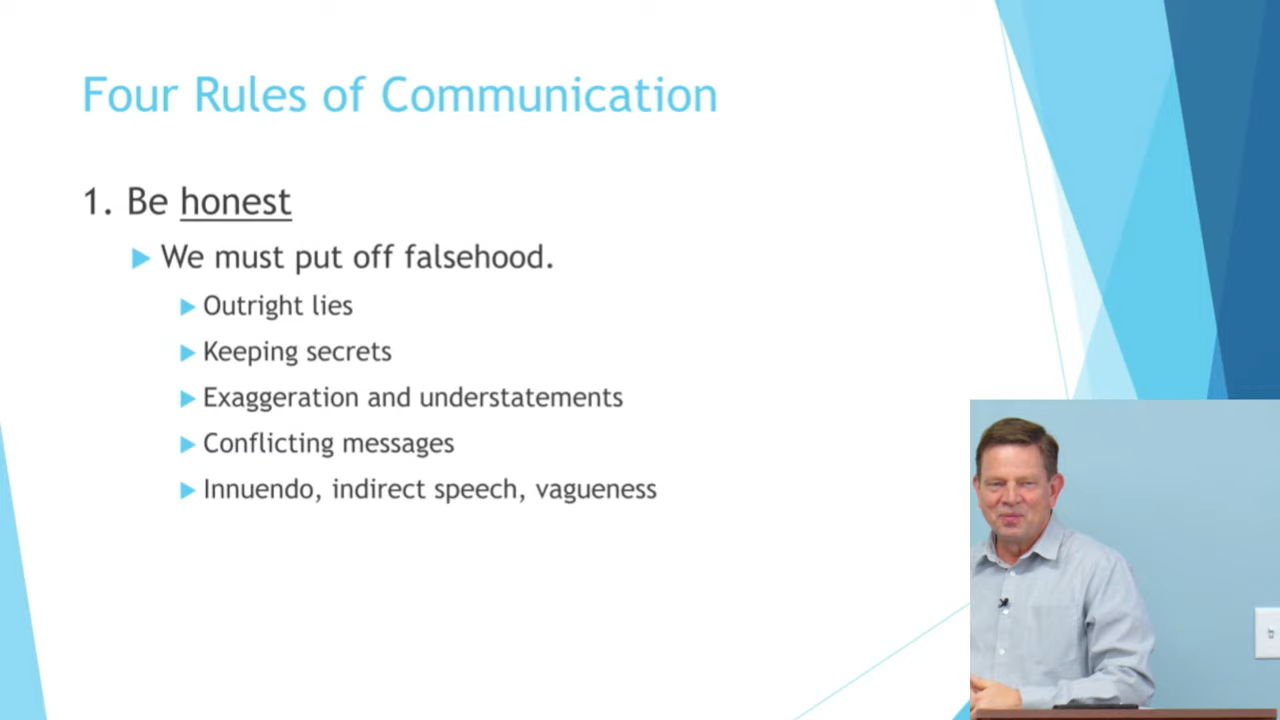 Four Rules of Communication
1. Be honest
We must put off falsehood.
Outright lies
Keeping secrets
Exaggeration and understatements
Conflicting messages
Innuendo, indirect speech, vagueness